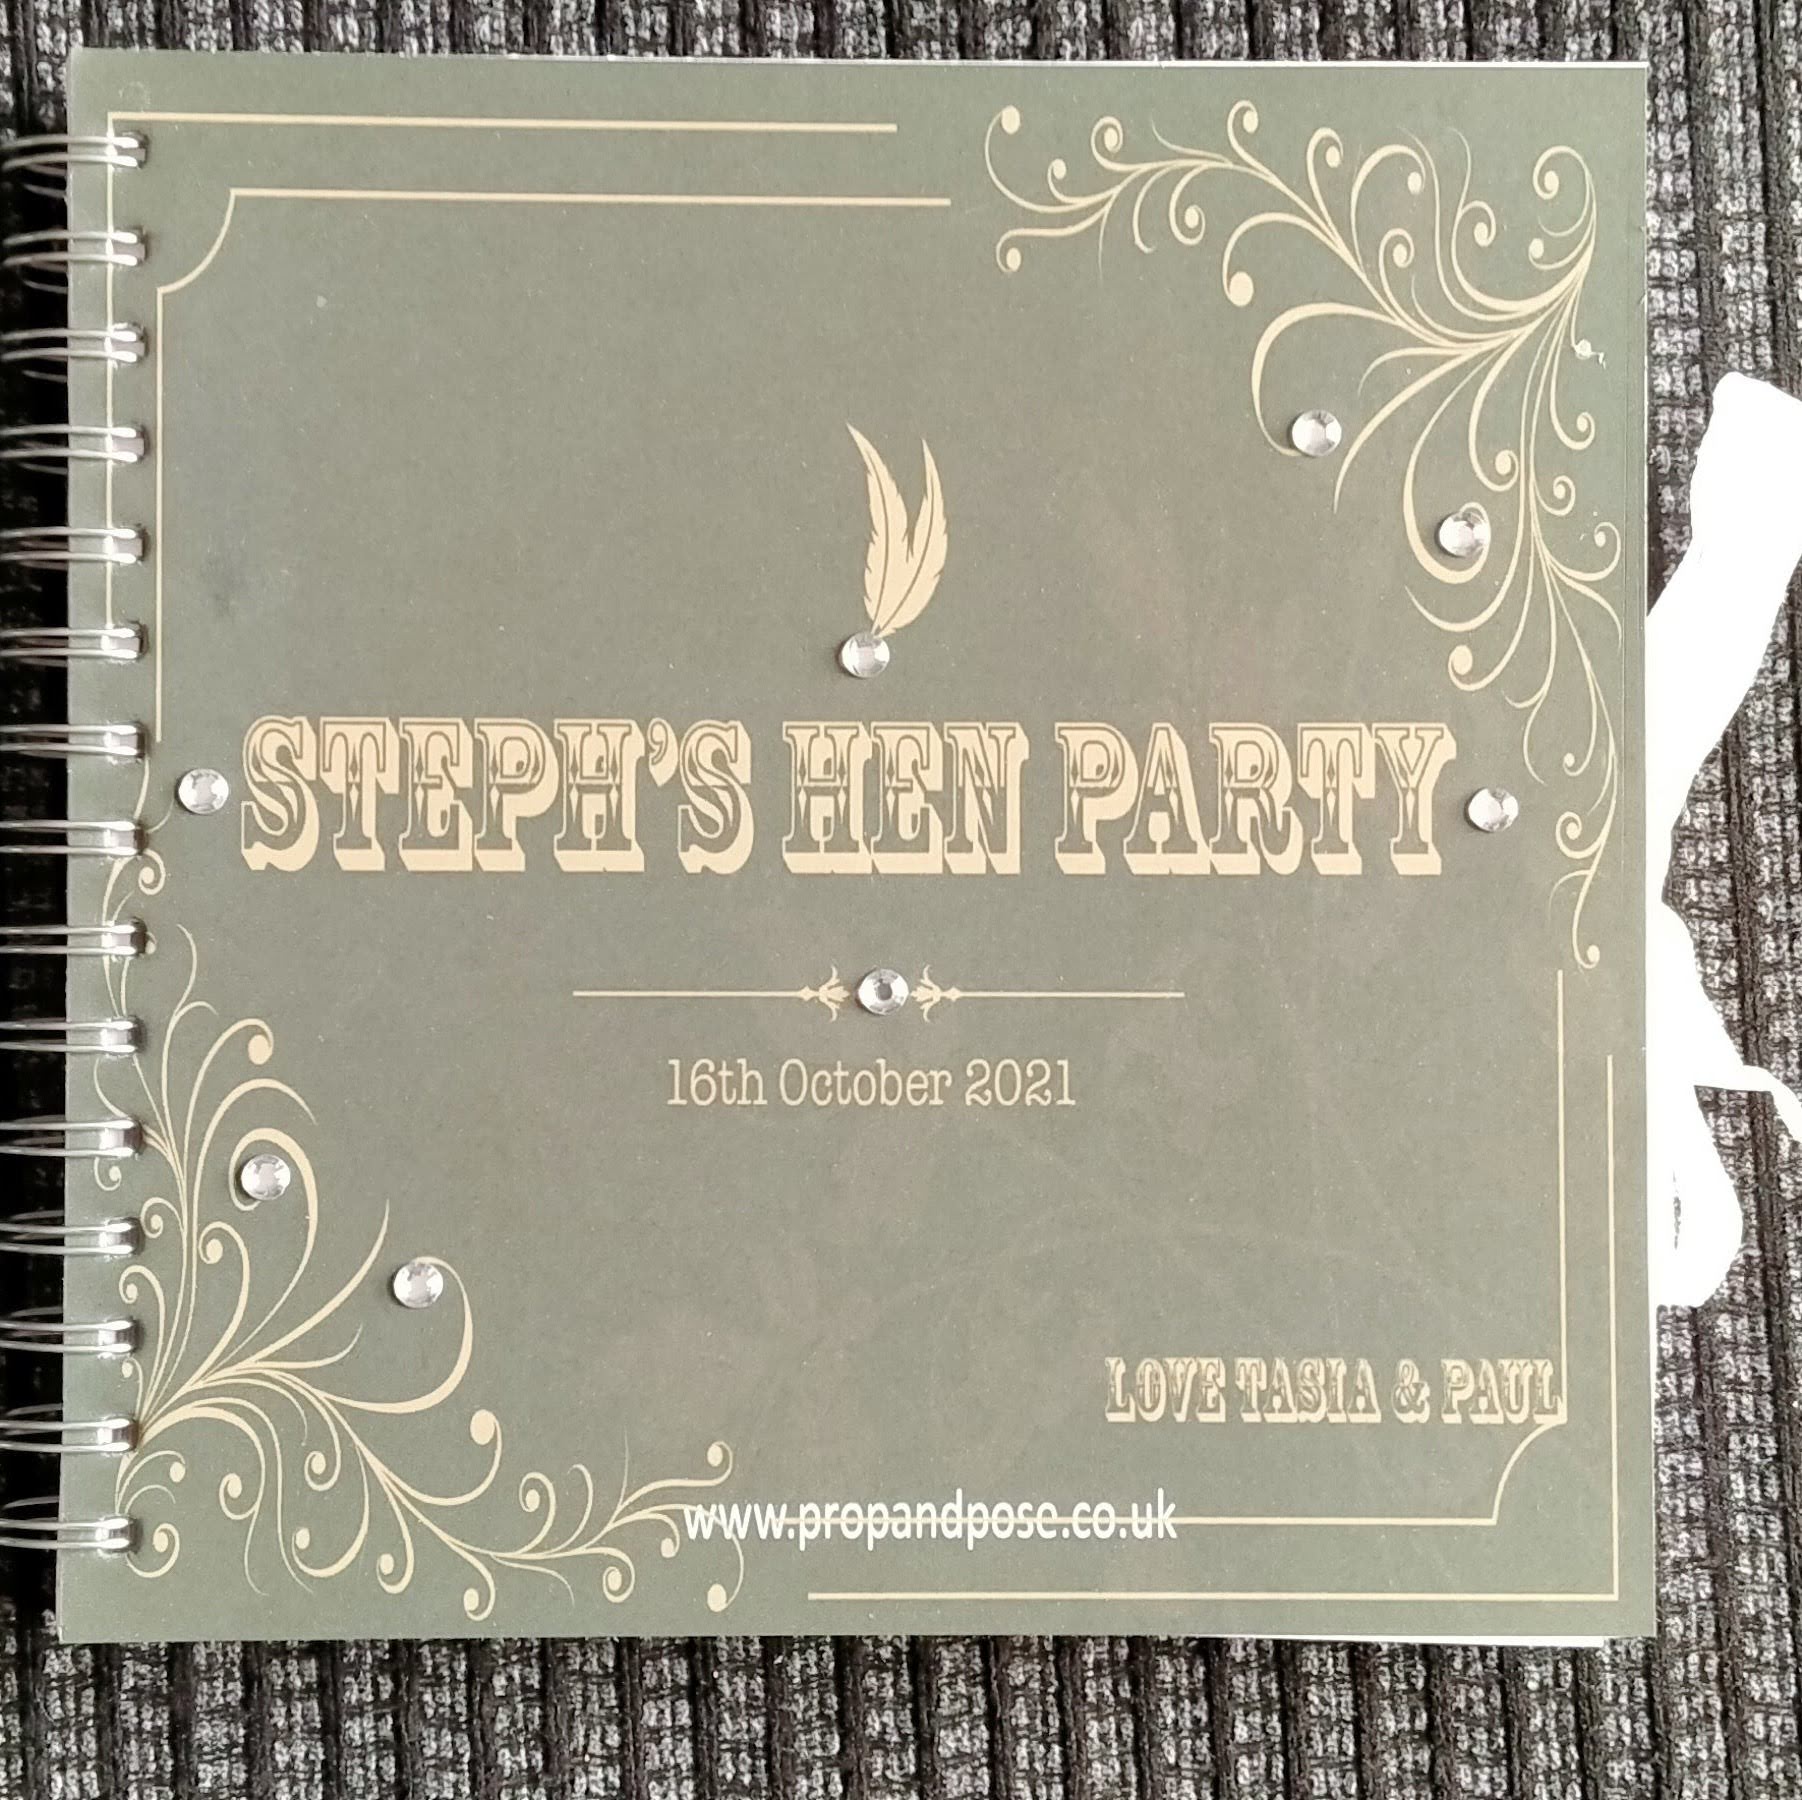 STEPH'S HEN PARTY
16th October 2021
LOVE TASIA & PAUL
www.propandpose.co.uk